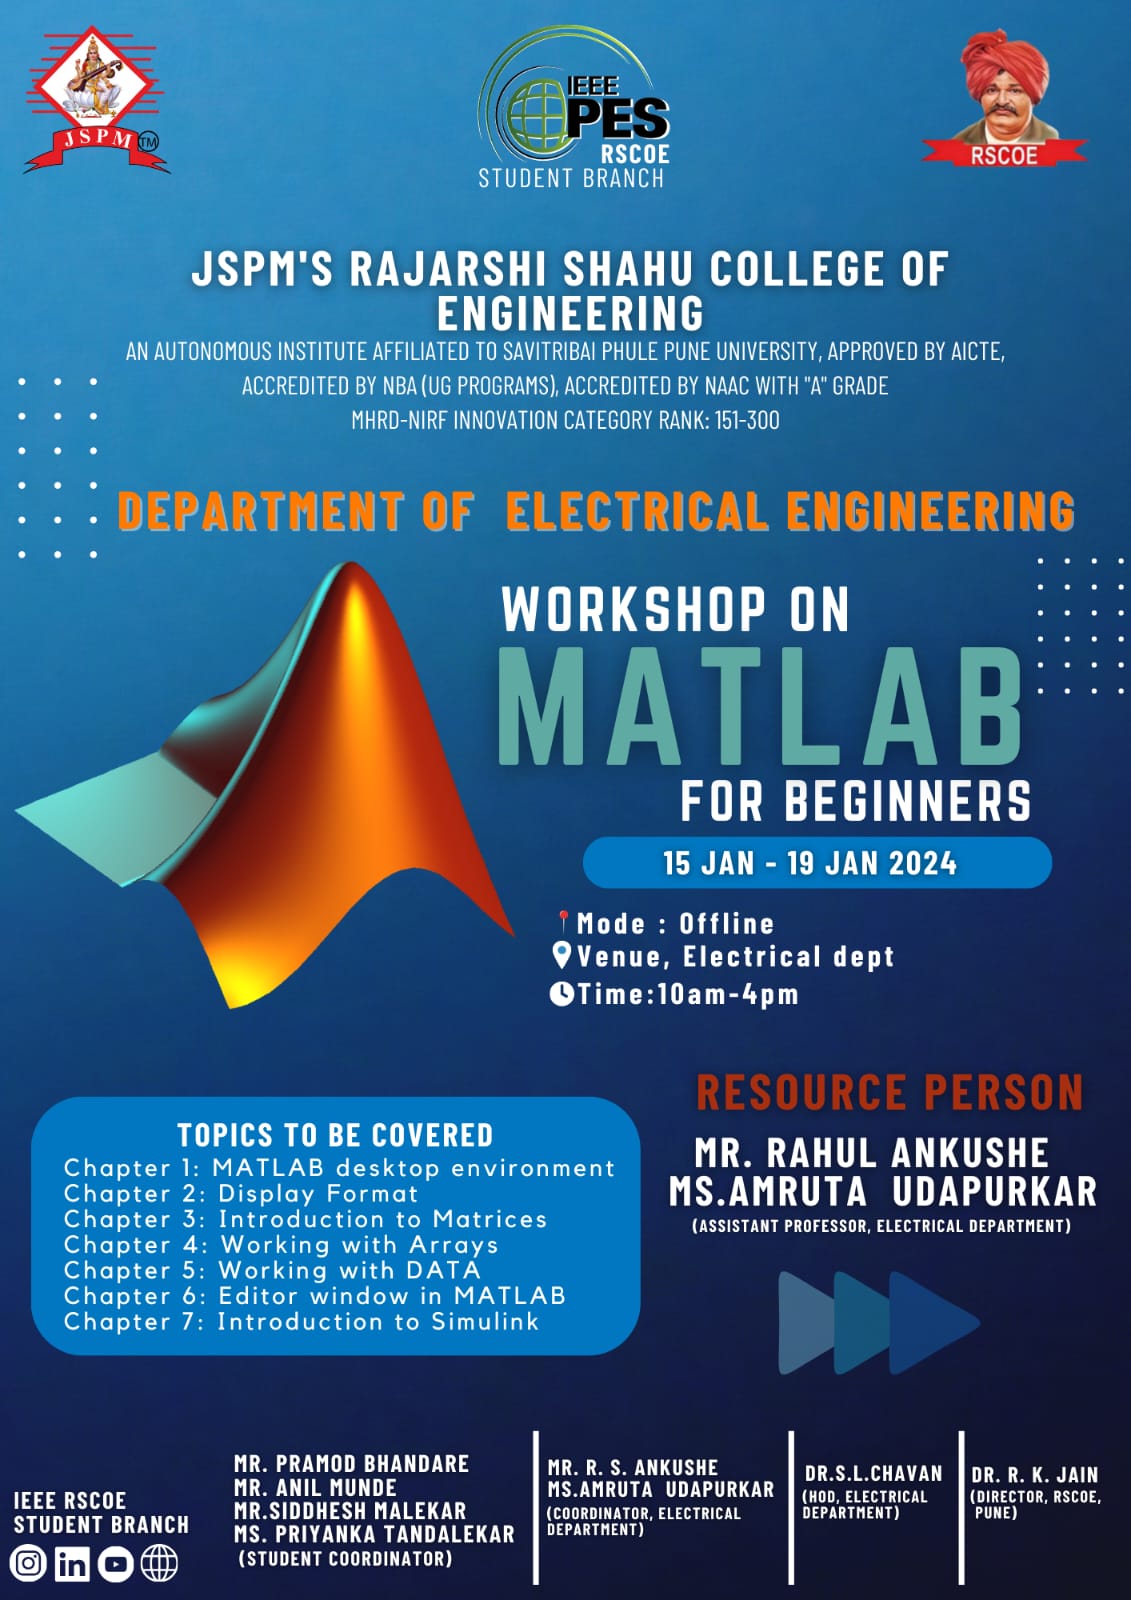 JSPM TM
IEEE
PES
RSCOE
STUDENT BRANCH
RSCOE
JSPM'S RAJARSHI SHAHU COLLEGE OF
ENGINEERING
AN AUTONOMOUS INSTITUTE AFFILIATED TO SAVITRIBAI PHULE PUNE UNIVERSITY, APPROVED BY AICTE,
ACCREDITED BY NBA (UG PROGRAMS), ACCREDITED BY NAAC WITH "A" GRADE
MHRD-NIRF INNOVATION CATEGORY RANK: 151-300
DEPARTMENT OF ELECTRICAL ENGINEERING
WORKSHOP ON
MATLAB
FOR BEGINNERS
15 JAN - 19 JAN 2024
Mode : Offline
Venue, Electrical dept
Time:10am-4pm
RESOURCE PERSON
MR. RAHUL ANKUSHE
MS.AMRUTA UDAPURKAR
(ASSISTANT PROFESSOR, ELECTRICAL DEPARTMENT)
TOPICS TO BE COVERED
Chapter 1: MATLAB desktop environment
Chapter 2: Display Format
Chapter 3: Introduction to Matrices
Chapter 4: Working with Arrays
Chapter 5: Working with DATA
Chapter 6: Editor window in MATLAB
Chapter 7: Introduction to Simulink
IEEE RSCOE
STUDENT BRANCH
in
MR. PRAMOD BHANDARE
MR. ANIL MUNDE
MR.SIDDHESH MALEKAR
MS. PRIYANKA TANDALEKAR
(STUDENT COORDINATOR)
MR. R. S. ANKUSHE
MS.AMRUTA UDAPURKAR
(COORDINATOR, ELECTRICAL
DEPARTMENT)
DR.S.L.CHAVAN
(HOD, ELECTRICAL
DEPARTMENT)
DR. R. K. JAIN
(DIRECTOR, RSCOE,
PUNE)